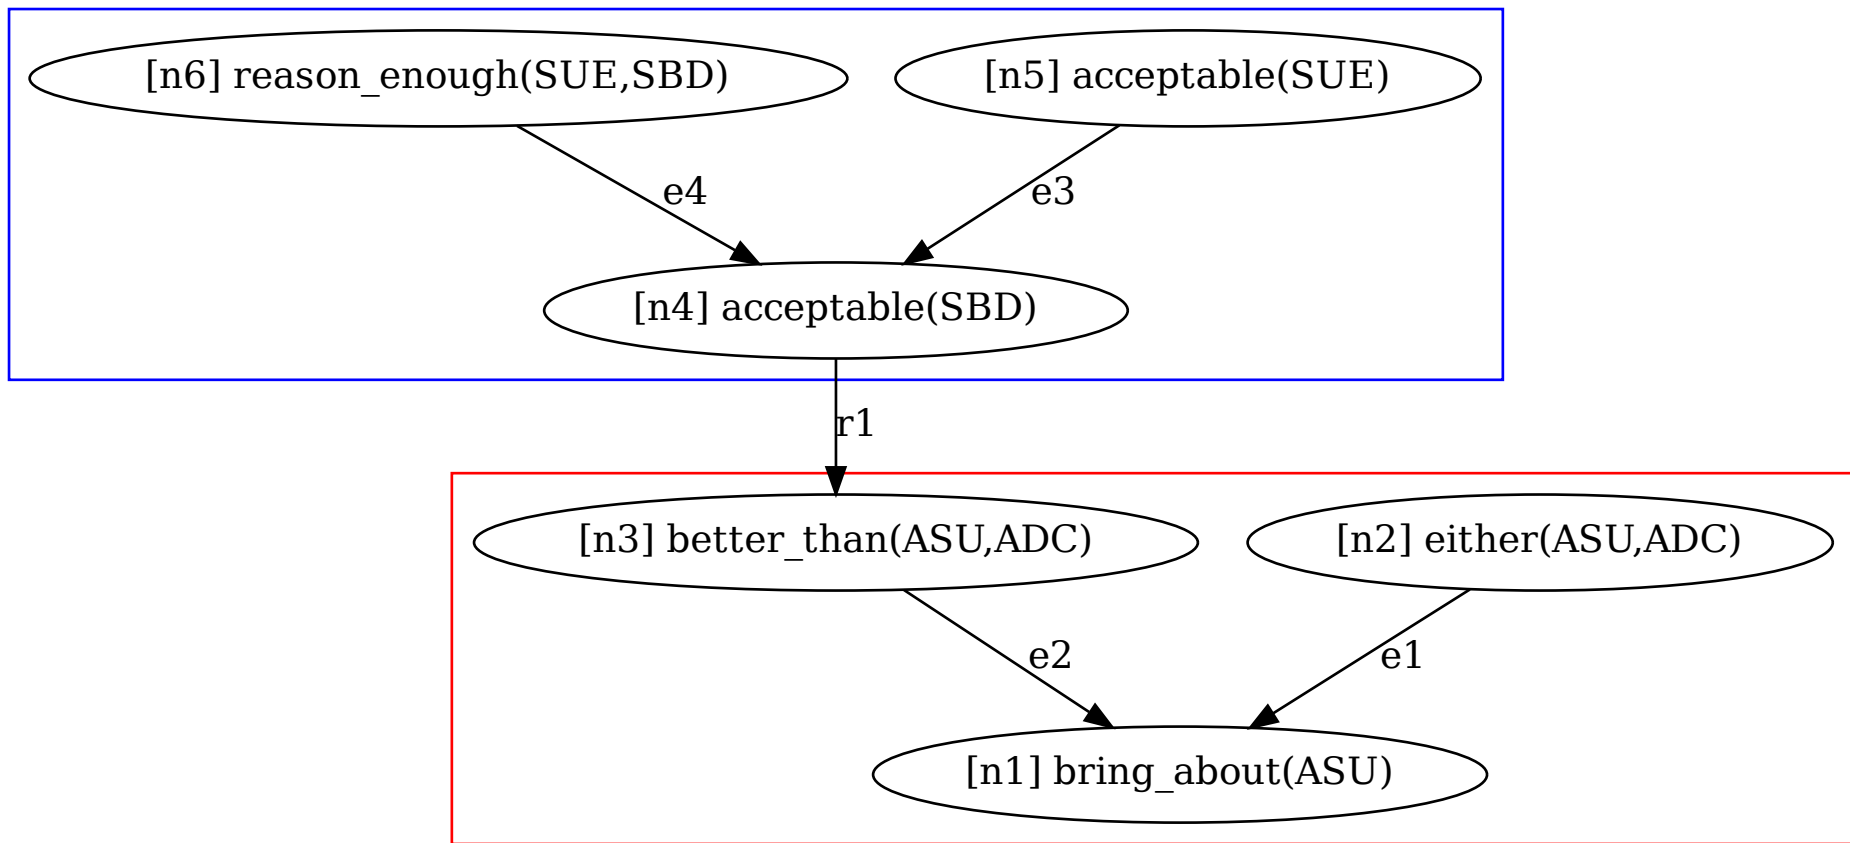 [n6] reason_enough(SUE,SBD)
[n5] acceptable(SUE)
e4
e3
[n4] acceptable(SBD)
r1
[n3] better_than(ASU,ADC)
[n2] either(ASU,ADC)
e2
e1
[n1] bring_about(ASU)